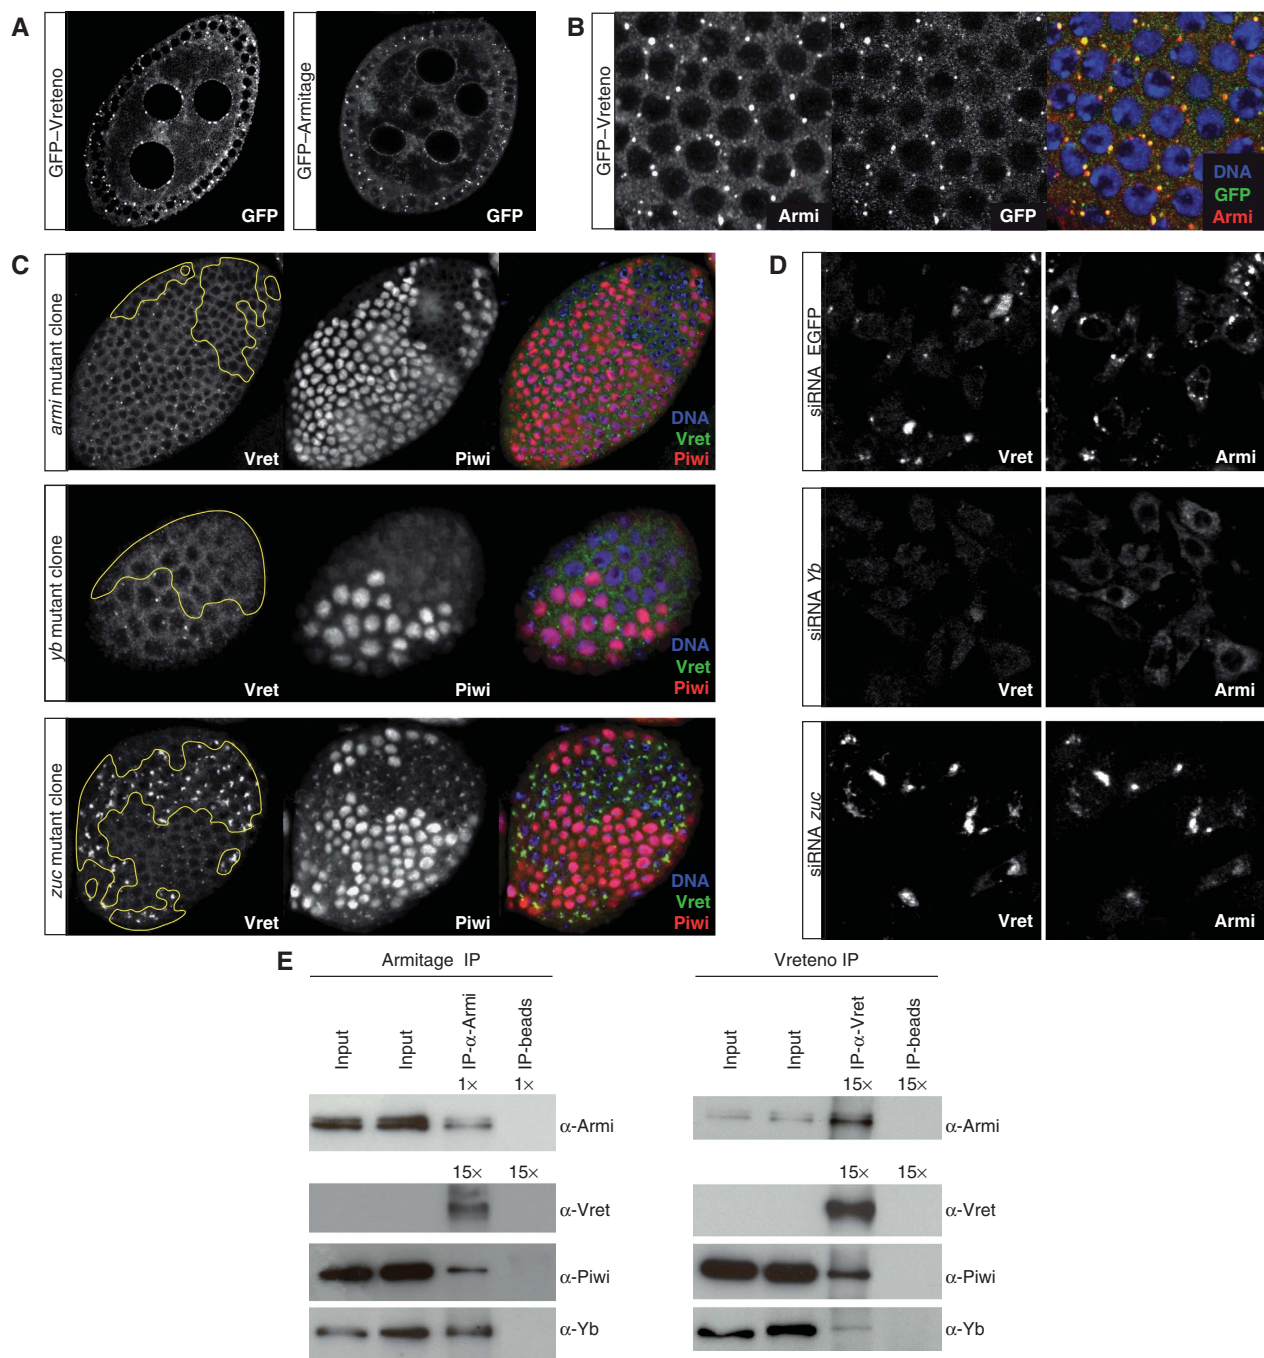 A
GFP–Vreteno
GFP
GFP–Armitage
GFP
B
GFP–Vreteno
Armi
GFP
DNA
GFP
Armi
C
armi mutant clone
Vret
Piwi
DNA
Vret
Piwi
yb mutant clone
Vret
Piwi
DNA
Vret
Piwi
zuc mutant clone
Vret
Piwi
DNA
Vret
Piwi
D
siRNA EGFP
Vret
Armi
siRNA Yb
Vret
Armi
siRNA zuc
Vret
Armi
E
Armitage IP
Input
Input
IP-α-Armi
IP-beads
1×
1×
α-Armi
15×
15×
α-Vret
α-Piwi
α-Yb
Vreteno IP
Input
Input
IP-α-Vret
IP-beads
15×
15×
α-Armi
15×
15×
α-Vret
α-Piwi
α-Yb